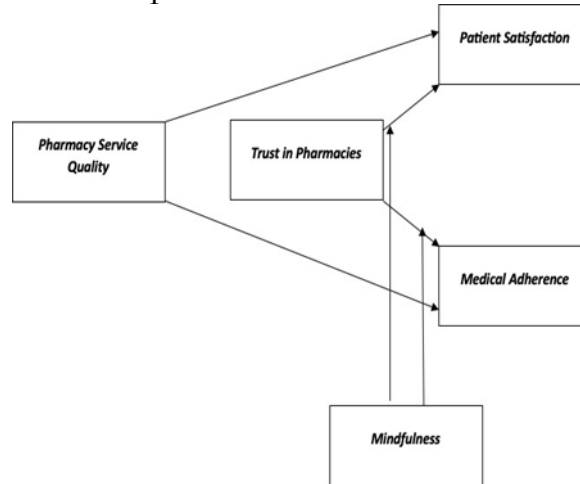 Patient Satisfaction
Pharmacy Service
Quality
Trust in Pharmacies
Medical Adherence
Mindfulness